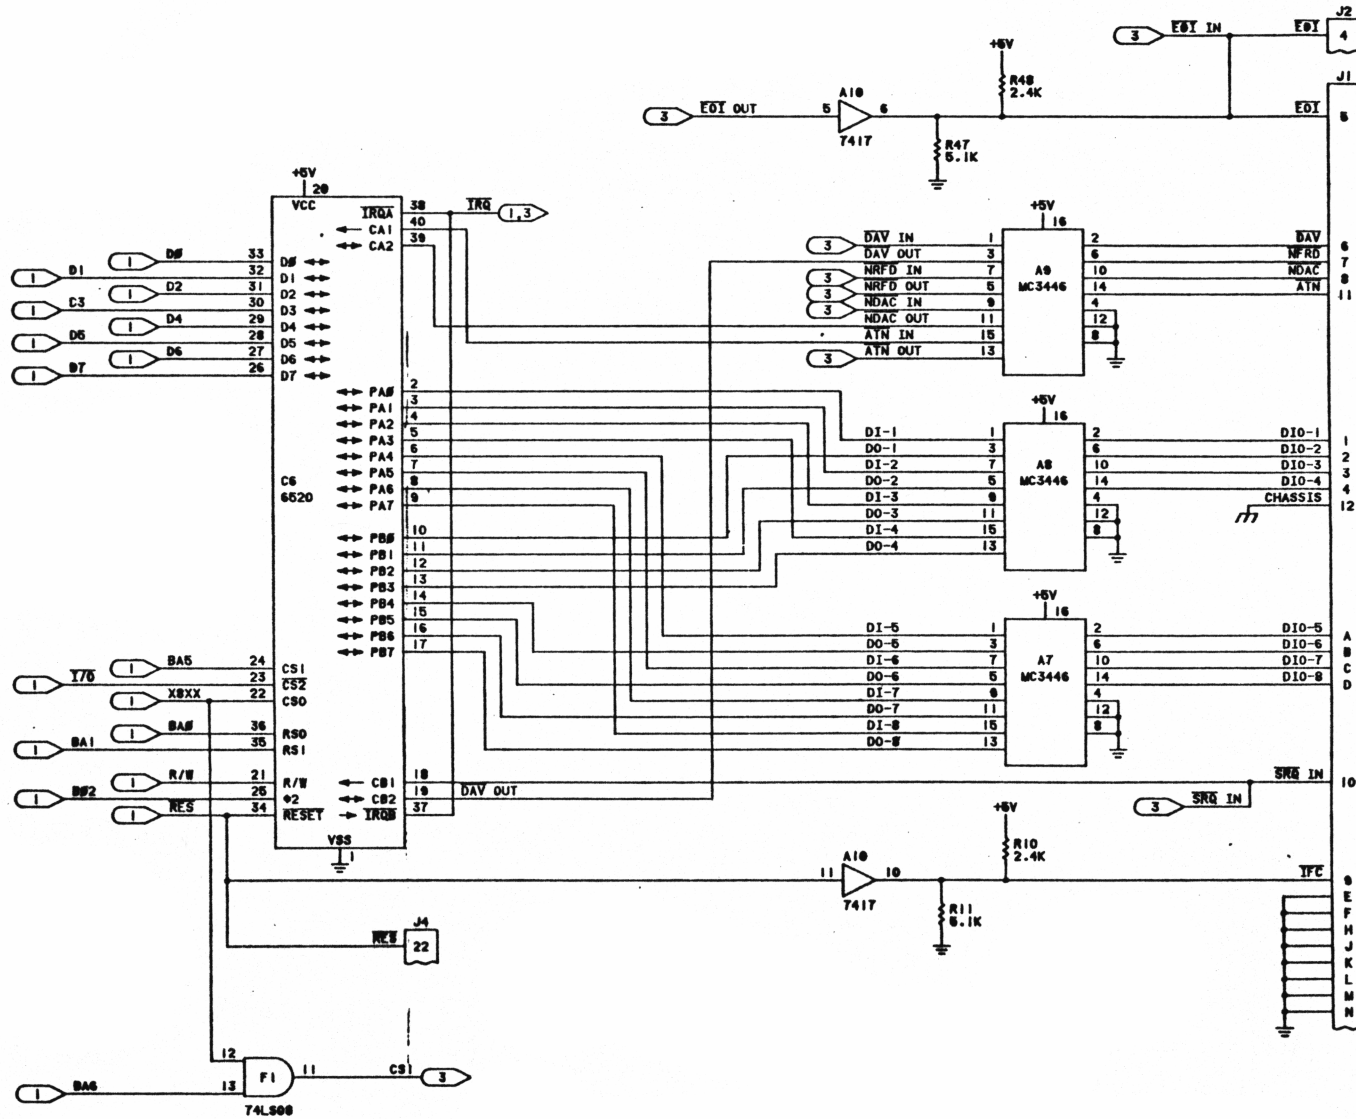 J2
3 EOI IN EOI 4
+5V
J1
R48
2.4K
A10
3 EOI OUT 5 6 EOI 5
7417
R47
5.1K
+5V
20
VCC
IRQA 38 IRQ 1,3
CA1 40
CA2 39
1 D0 33 D0
1 D1 32 D1
1 D2 31 D2
1 C3 30 D3
1 D4 29 D4
1 D5 28 D5
1 D6 27 D6
1 D7 26 D7
+5V
16
3 DAV IN 1 2 DAV 6
DAV OUT 3 6 NFRD 7
3 NRFD IN 7 10 NDAC 8
3 NRFD OUT 5 14 ATN 11
3 NDAC IN 9 4
NDAC OUT 11 12
ATN IN 15 8
3 ATN OUT 13
A9
MC3446
PA0 2
PA1 3
PA2 4
PA3 5
PA4 6
PA5 7
PA6 8
PA7 9
C6
6520
PB0 10
PB1 11
PB2 12
PB3 13
PB4 14
PB5 15
PB6 16
PB7 17
+5V
16
DI-1 1 2 DIO-1 1
DO-1 3 6 DIO-2 2
DI-2 7 10 DIO-3 3
DO-2 5 14 DIO-4 4
DI-3 9 4 CHASSIS 12
DO-3 11 12
DI-4 15 8
DO-4 13
A8
MC3446
+5V
16
DI-5 1 2 DIO-5 A
DO-5 3 6 DIO-6 B
DI-6 7 10 DIO-7 C
DO-6 5 14 DIO-8 D
DI-7 9 4
DO-7 11 12
DI-8 15 8
DO-8 13
A7
MC3446
1 BA5 24 CS1
1 I/O 23 CS2
1 X8XX 22 CS0
1 BA0 36 RS0
1 BA1 35 RS1
1 R/W 21 R/W
1 BØ2 25 Φ2
1 RES 34 RESET
CB1 18 SRQ IN 10
CB2 19 DAV OUT
IRQB 37
3 SRQ IN
VSS
1
+5V
R10
2.4K
A10
11 10 IFC 9
7417
R11
5.1K
E
F
H
J
K
L
M
N
J4
RES 22
12
F1 11 CS1 3
1 BA6 13
74LS08